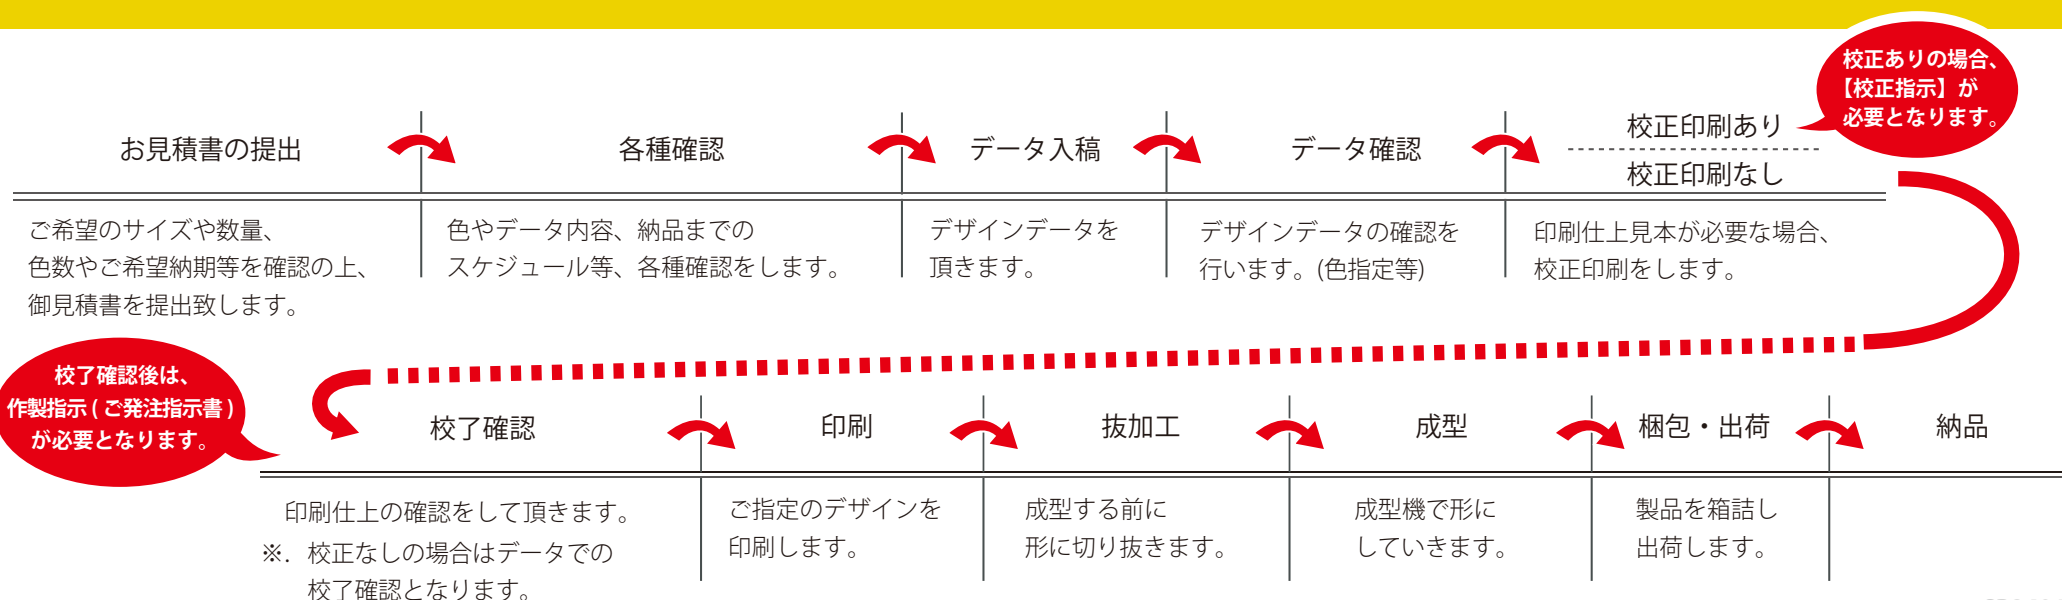 校正ありの場合、
【校正指示】が
必要となります。
お見積書の提出
各種確認
データ入稿
データ確認
校正印刷あり
校正印刷なし
ご希望のサイズや数量、
色数やご希望納期等を確認の上、
御見積書を提出致します。
色やデータ内容、納品までの
スケジュール等、各種確認をします。
デザインデータを
頂きます。
デザインデータの確認を
行います。(色指定等)
印刷仕上見本が必要な場合、
校正印刷をします。
校了確認後は、
作製指示 ( ご発注指示書 )
が必要となります。
校了確認
印刷
抜加工
成型
梱包・出荷
納品
印刷仕上の確認をして頂きます。
※. 校正なしの場合はデータでの
校了確認となります。
ご指定のデザインを
印刷します。
成型する前に
形に切り抜きます。
成型機で形に
していきます。
製品を箱詰し
出荷します。